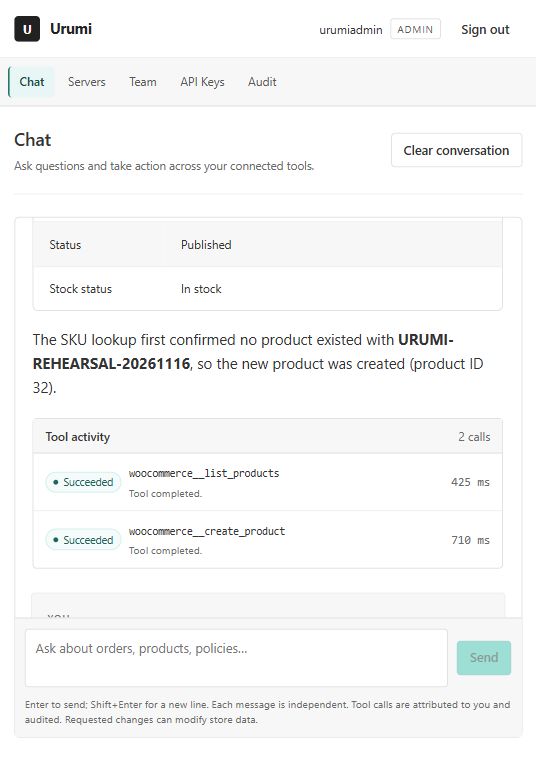 U Urumi urumiadmin ADMIN Sign out
Chat Servers Team API Keys Audit
Chat
Ask questions and take action across your connected tools.
Clear conversation
Status Published
Stock status In stock
The SKU lookup first confirmed no product existed with URUMI-
REHEARSAL-20261116, so the new product was created (product ID
32).
Tool activity 2 calls
Succeeded woocommerce__list_products 425 ms
Tool completed.
Succeeded woocommerce__create_product 710 ms
Tool completed.
YOU
Ask about orders, products, policies...
Send
Enter to send; Shift+Enter for a new line. Each message is independent. Tool calls are attributed to you and
audited. Requested changes can modify store data.